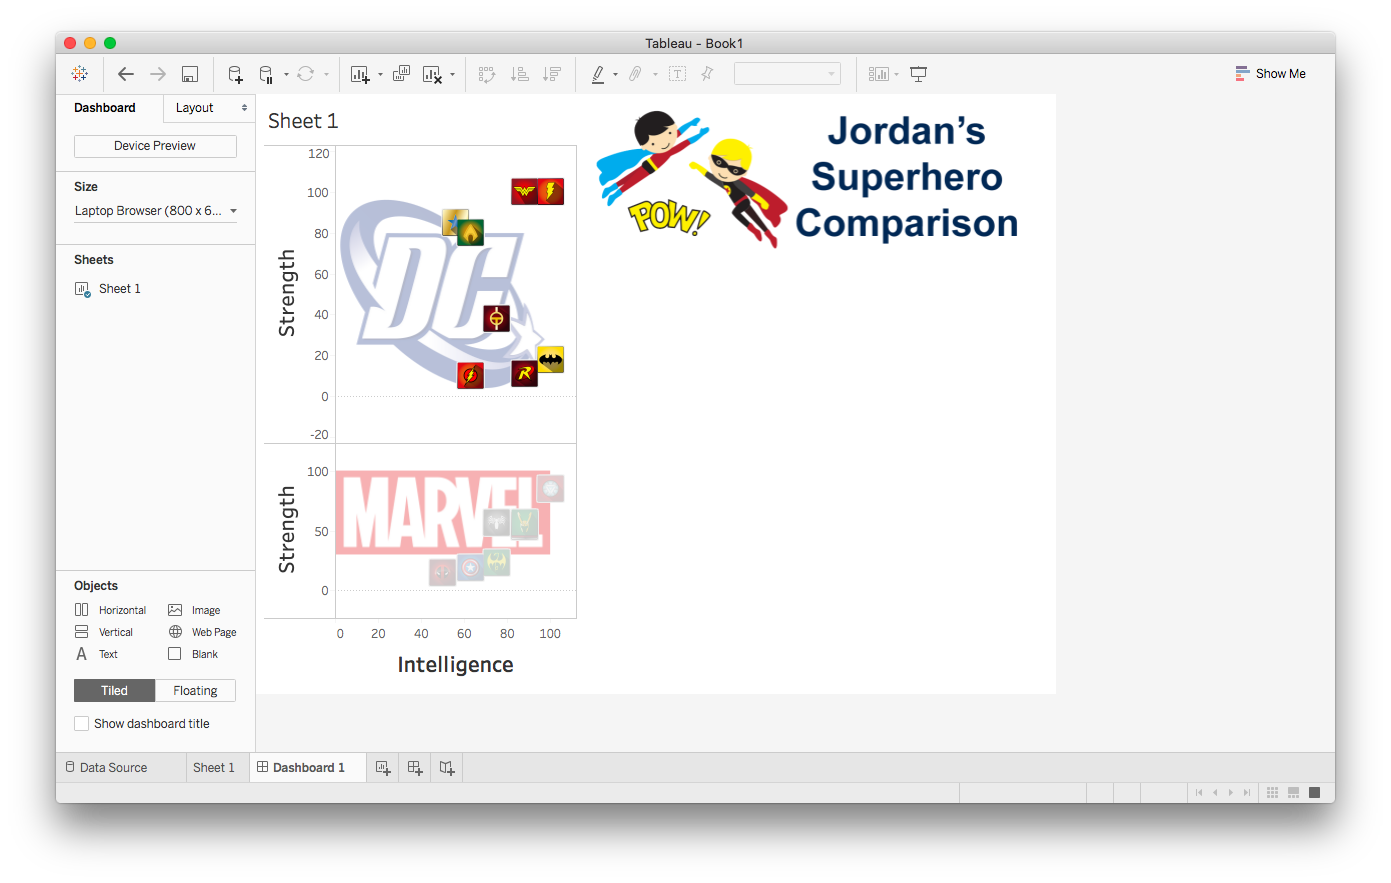 Tableau - Book1
Show Me
Dashboard
Layout
Device Preview
Size
Laptop Browser (800 x 6...
Sheets
Sheet 1
Objects
Horizontal
Image
Vertical
Web Page
A Text
Blank
Tiled
Floating
Show dashboard title
Sheet 1
Strength
120
100
80
60
40
20
0
-20
DC
R
Strength
100
50
0
MARVEL
0 20 40 60 80 100
Intelligence
POW!
Jordan's
Superhero
Comparison
Data Source
Sheet 1
Dashboard 1